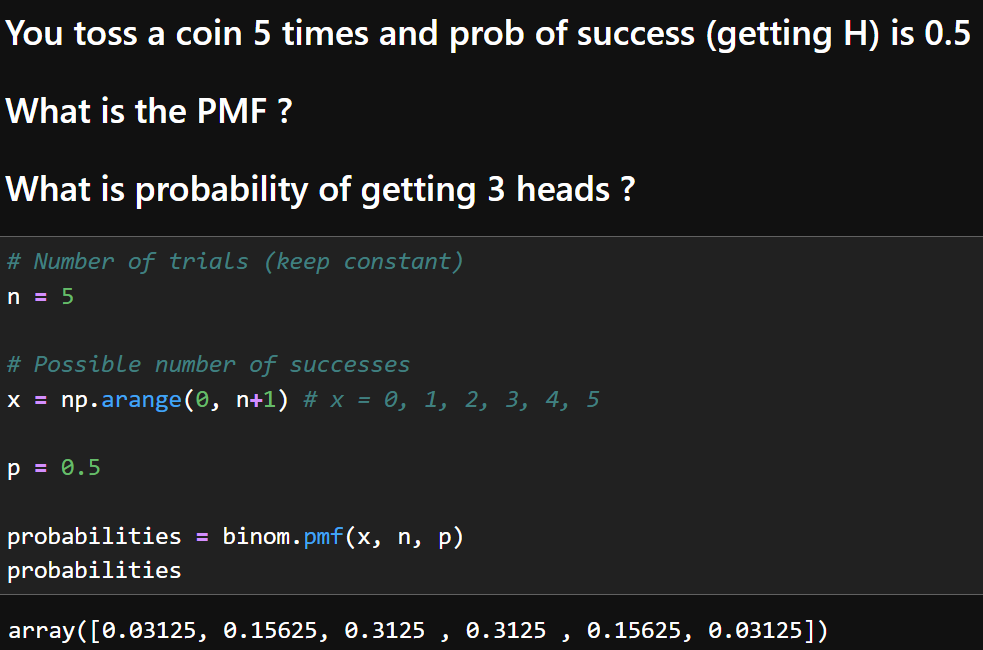 You toss a coin 5 times and prob of success (getting H) is 0.5
What is the PMF ?
What is probability of getting 3 heads ?
# Number of trials (keep constant)
n = 5
# Possible number of successes
x = np.arange(0, n+1) # x = 0, 1, 2, 3, 4, 5
p = 0.5
probabilities = binom.pmf(x, n, p)
probabilities
array([0.03125, 0.15625, 0.3125 , 0.3125 , 0.15625, 0.03125])